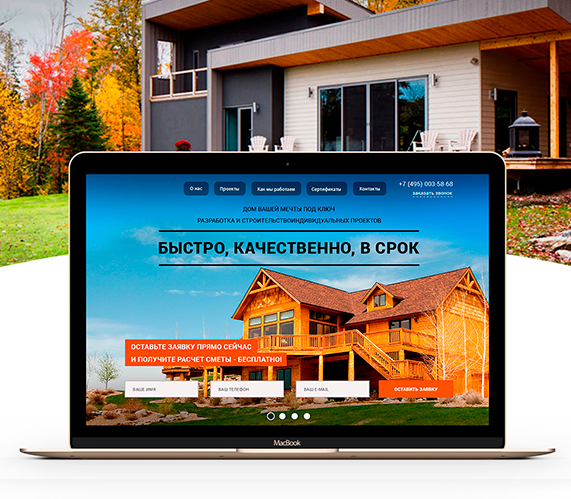 О нас
Проекты
Как мы работаем
Сертификаты
Контакты
+7 (495) 003-58-68
заказать звонок
ДОМ ВАШЕЙ МЕЧТЫ ПОД КЛЮЧ
РАЗРАБОТКА И СТРОИТЕЛЬСТВОИНДИВИДУАЛЬНЫХ ПРОЕКТОВ
БЫСТРО, КАЧЕСТВЕННО, В СРОК
ОСТАВЬТЕ ЗАЯВКУ ПРЯМО СЕЙЧАС
И ПОЛУЧИТЕ РАСЧЕТ СМЕТЫ - БЕСПЛАТНО!
ВАШЕ ИМЯ
ВАШ ТЕЛЕФОН
ВАШ E-MAIL
ОСТАВИТЬ ЗАЯВКУ
MacBook